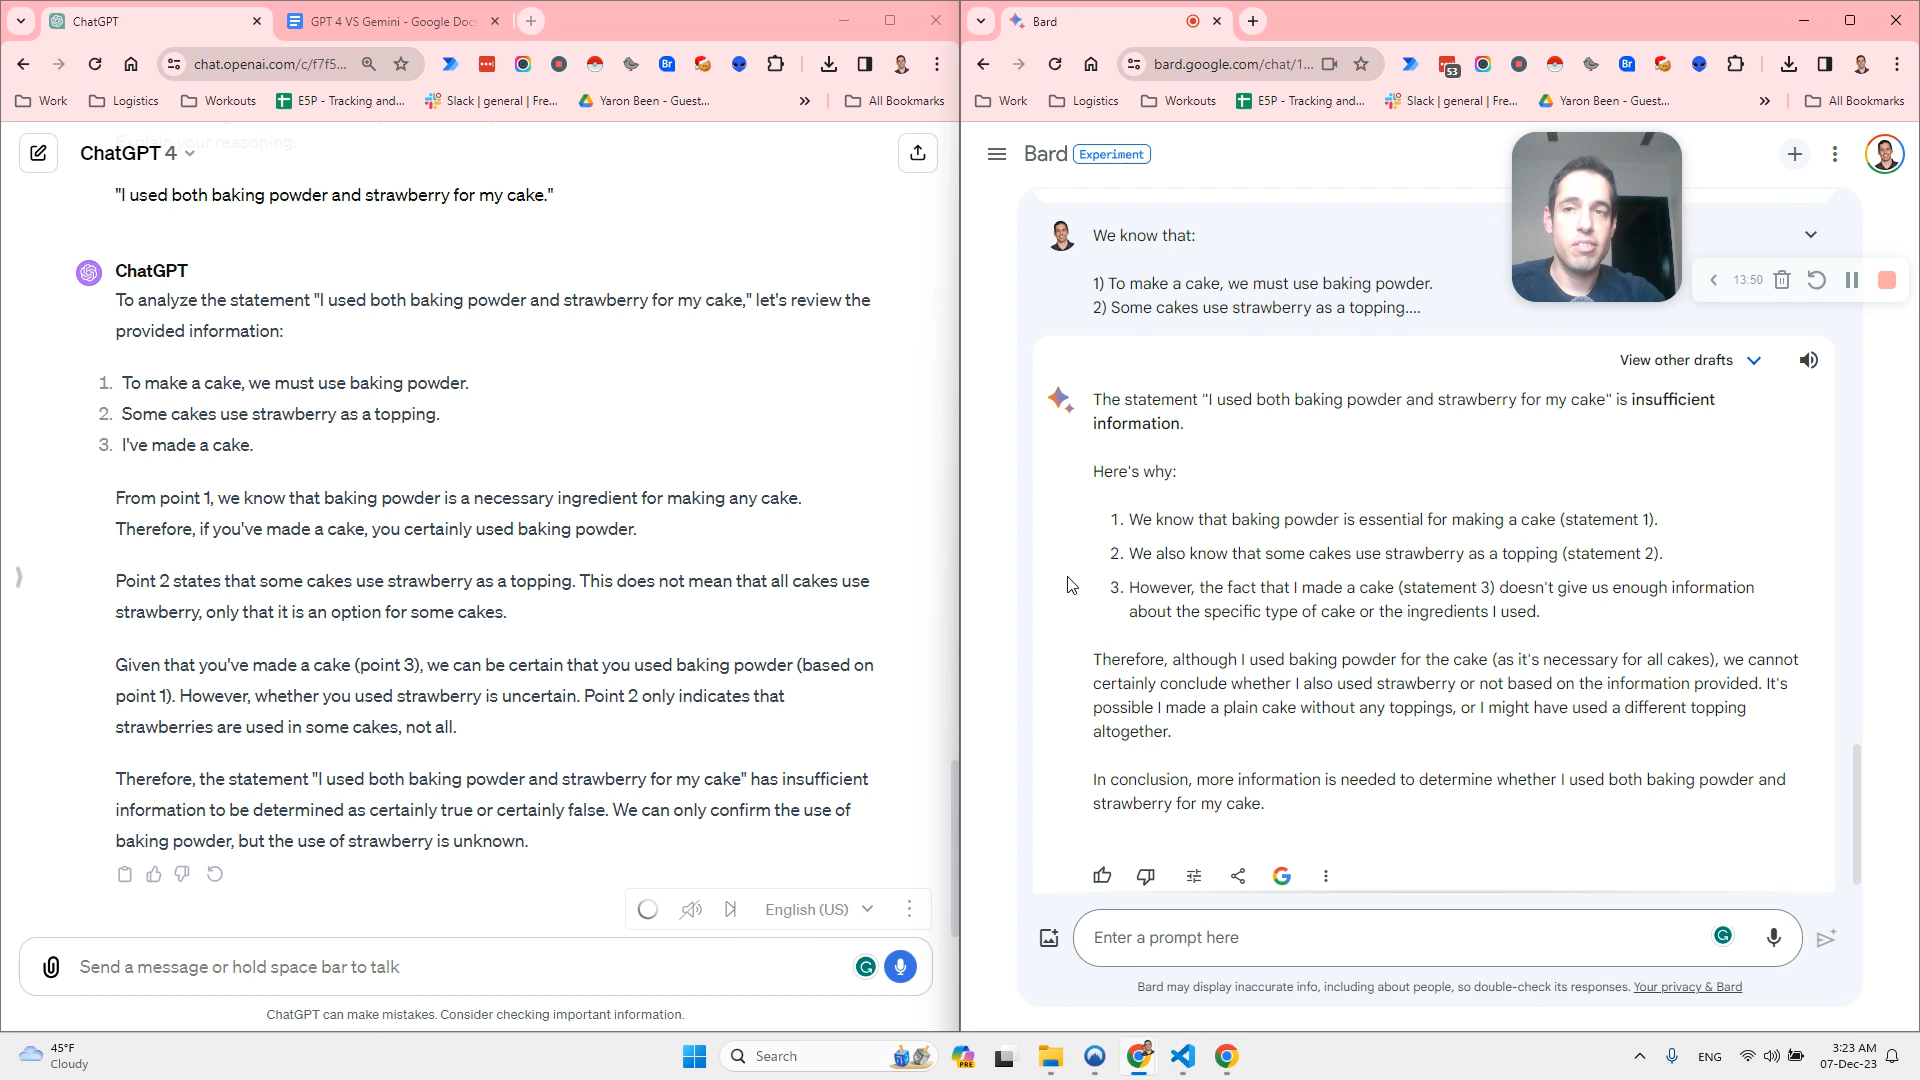 ChatGPT
GPT 4 VS Gemini - Google Doc
chat.openai.com/c/f7f5...
Work
Logistics
Workouts
E5P - Tracking and...
Slack | general | Fre...
Yaron Been - Guest...
»
All Bookmarks
Explain your reasoning.
ChatGPT 4
"I used both baking powder and strawberry for my cake."
ChatGPT
To analyze the statement "I used both baking powder and strawberry for my cake," let's review the
provided information:
1. To make a cake, we must use baking powder.
2. Some cakes use strawberry as a topping.
3. I've made a cake.
From point 1, we know that baking powder is a necessary ingredient for making any cake.
Therefore, if you've made a cake, you certainly used baking powder.
Point 2 states that some cakes use strawberry as a topping. This does not mean that all cakes use
strawberry, only that it is an option for some cakes.
Given that you've made a cake (point 3), we can be certain that you used baking powder (based on
point 1). However, whether you used strawberry is uncertain. Point 2 only indicates that
strawberries are used in some cakes, not all.
Therefore, the statement "I used both baking powder and strawberry for my cake" has insufficient
information to be determined as certainly true or certainly false. We can only confirm the use of
baking powder, but the use of strawberry is unknown.
English (US)
Send a message or hold space bar to talk
ChatGPT can make mistakes. Consider checking important information.
Bard
bard.google.com/chat/1...
Br
53
Work
Logistics
Workouts
E5P - Tracking and...
Slack | general | Fre...
Yaron Been - Guest...
»
All Bookmarks
Bard Experiment
We know that:
1) To make a cake, we must use baking powder.
2) Some cakes use strawberry as a topping....
13:50
View other drafts
The statement "I used both baking powder and strawberry for my cake" is insufficient
information.
Here's why:
1. We know that baking powder is essential for making a cake (statement 1).
2. We also know that some cakes use strawberry as a topping (statement 2).
3. However, the fact that I made a cake (statement 3) doesn't give us enough information
about the specific type of cake or the ingredients I used.
Therefore, although I used baking powder for the cake (as it's necessary for all cakes), we cannot
certainly conclude whether I also used strawberry or not based on the information provided. It's
possible I made a plain cake without any toppings, or I might have used a different topping
altogether.
In conclusion, more information is needed to determine whether I used both baking powder and
strawberry for my cake.
Enter a prompt here
Bard may display inaccurate info, including about people, so double-check its responses. Your privacy & Bard
45°F
Cloudy
Search
PRE
ENG
3:23 AM
07-Dec-23